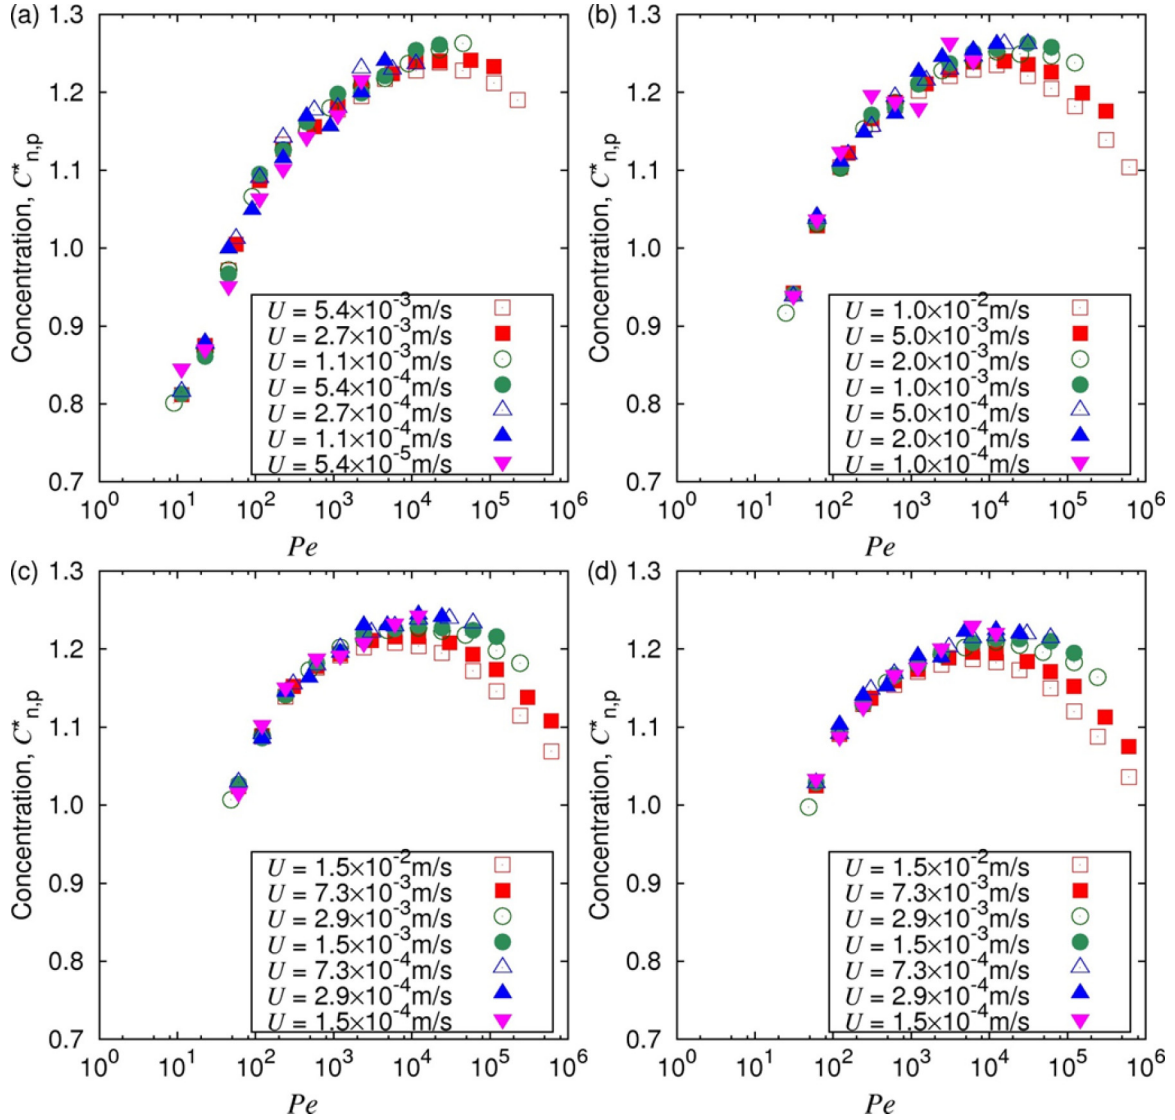 (a)
1.3
1.2
1.1
1.0
0.9
0.8
0.7
Concentration, C*n,p
U = 5.4×10-3m/s
U = 2.7×10-3m/s
U = 1.1×10-3m/s
U = 5.4×10-4m/s
U = 2.7×10-4m/s
U = 1.1×10-4m/s
U = 5.4×10-5m/s
100 101 102 103 104 105 106
Pe
(b)
1.3
1.2
1.1
1.0
0.9
0.8
0.7
Concentration, C*n,p
U = 1.0×10-2m/s
U = 5.0×10-3m/s
U = 2.0×10-3m/s
U = 1.0×10-3m/s
U = 5.0×10-4m/s
U = 2.0×10-4m/s
U = 1.0×10-4m/s
100 101 102 103 104 105 106
Pe
(c)
1.3
1.2
1.1
1.0
0.9
0.8
0.7
Concentration, C*n,p
U = 1.5×10-2m/s
U = 7.3×10-3m/s
U = 2.9×10-3m/s
U = 1.5×10-3m/s
U = 7.3×10-4m/s
U = 2.9×10-4m/s
U = 1.5×10-4m/s
100 101 102 103 104 105 106
Pe
(d)
1.3
1.2
1.1
1.0
0.9
0.8
0.7
Concentration, C*n,p
U = 1.5×10-2m/s
U = 7.3×10-3m/s
U = 2.9×10-3m/s
U = 1.5×10-3m/s
U = 7.3×10-4m/s
U = 2.9×10-4m/s
U = 1.5×10-4m/s
100 101 102 103 104 105 106
Pe